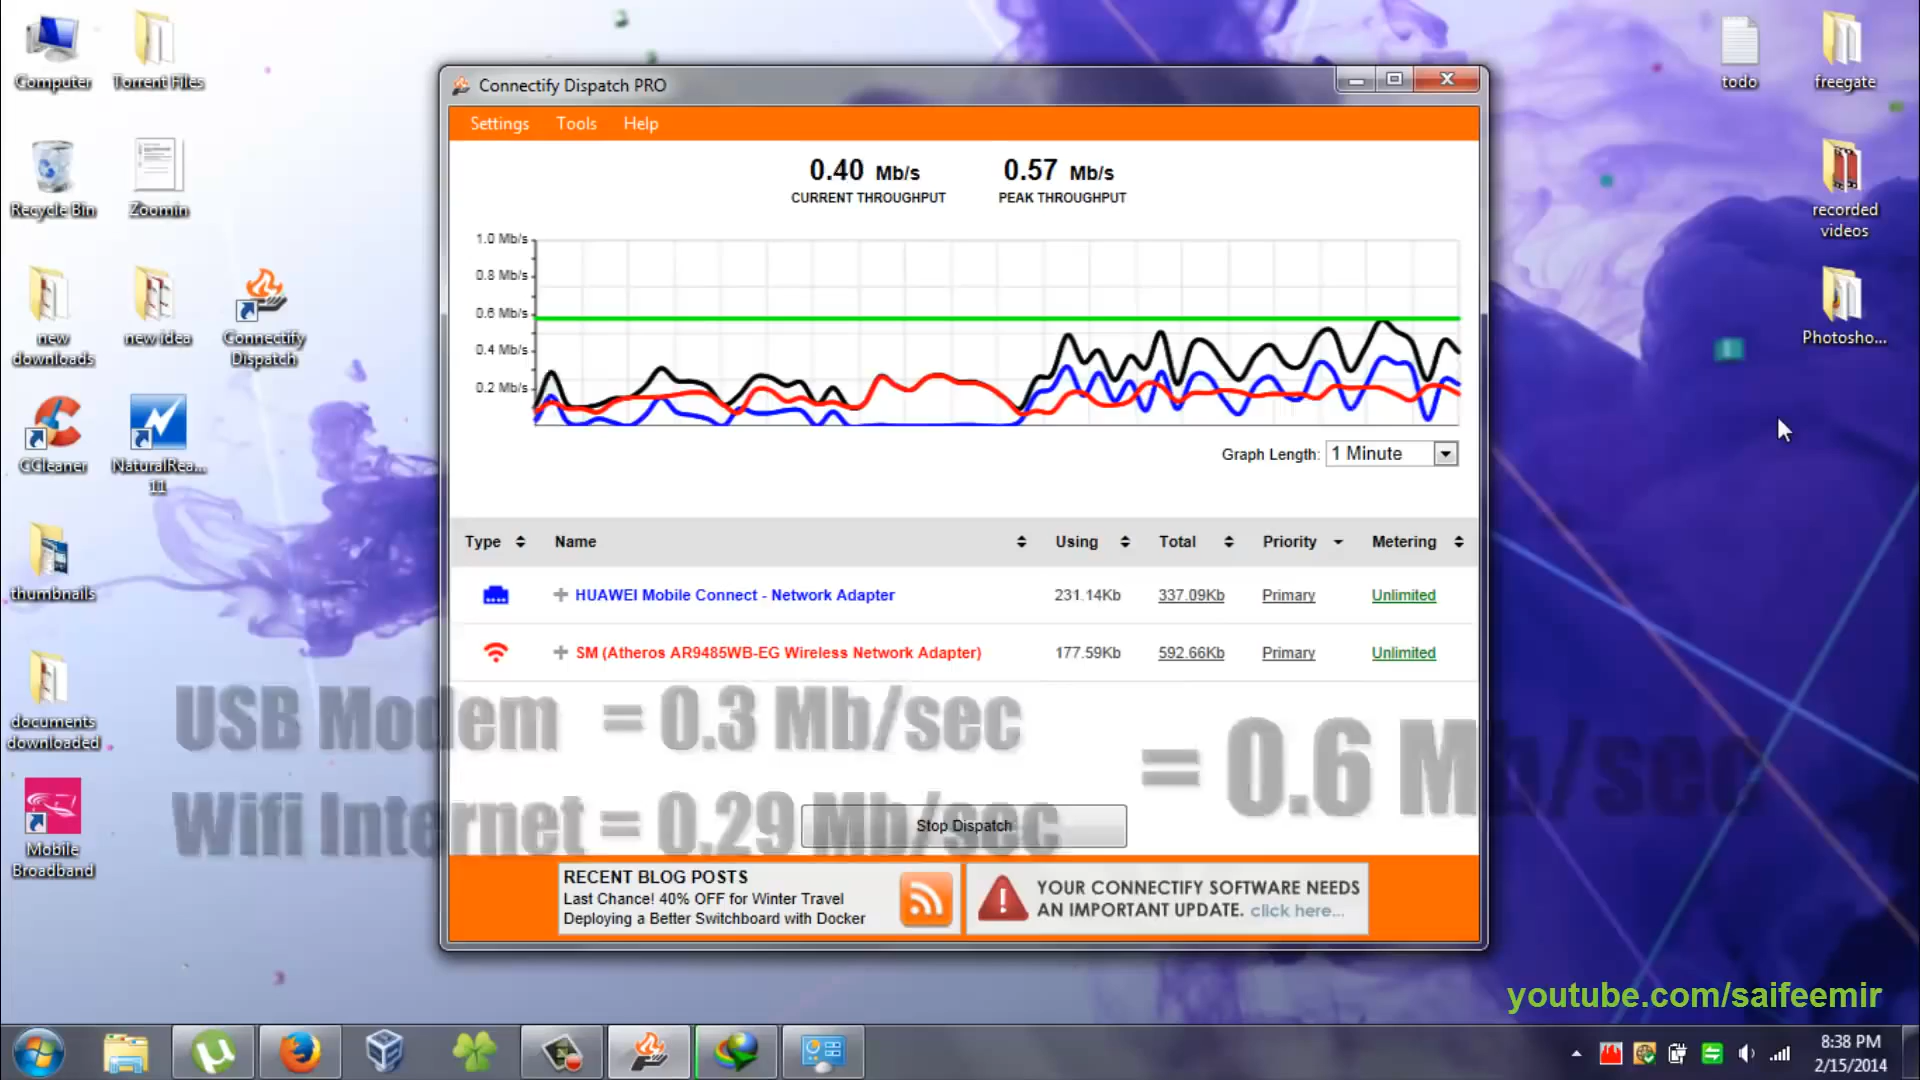 Computer
Torrent Files
todo
freegate
Recycle Bin
Zoomin
recorded
videos
new
downloads
new idea
Connectify
Dispatch
Photosho...
CCleaner
NaturalRea...
11
thumbnails
documents
downloaded
Mobile
Broadband
Connectify Dispatch PRO
Settings Tools Help
0.40 Mb/s 0.57 Mb/s
CURRENT THROUGHPUT PEAK THROUGHPUT
1.0 Mb/s
0.8 Mb/s
0.6 Mb/s
0.4 Mb/s
0.2 Mb/s
Graph Length: 1 Minute
Type Name Using Total Priority Metering
HUAWEI Mobile Connect - Network Adapter 231.14Kb 337.09Kb Primary Unlimited
SM (Atheros AR9485WB-EG Wireless Network Adapter) 177.59Kb 592.66Kb Primary Unlimited
USB Modem = 0.3 Mb/sec
= 0.6 Mb/sec
Wifi Internet = 0.29 Mb/sec
Stop Dispatch
RECENT BLOG POSTS
Last Chance! 40% OFF for Winter Travel
Deploying a Better Switchboard with Docker
YOUR CONNECTIFY SOFTWARE NEEDS
AN IMPORTANT UPDATE. click here...
youtube.com/saifeemir
8:38 PM
2/15/2014